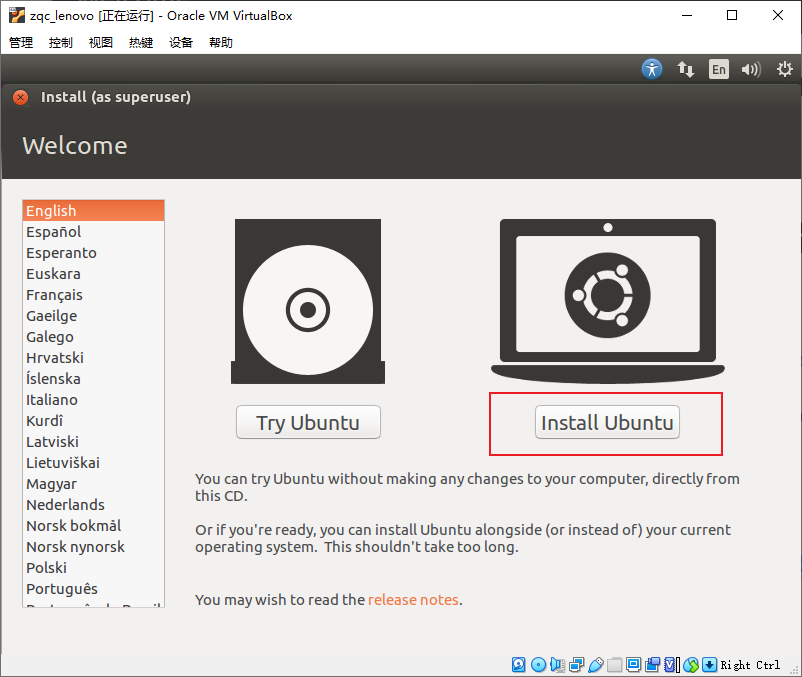 zqc_lenovo [正在运行] - Oracle VM VirtualBox
管理 控制 视图 热键 设备 帮助
En
Install (as superuser)
Welcome
English
Español
Esperanto
Euskara
Français
Gaeilge
Galego
Hrvatski
Íslenska
Italiano
Kurdî
Latviski
Lietuviškai
Magyar
Nederlands
Norsk bokmål
Norsk nynorsk
Polski
Português
Try Ubuntu
Install Ubuntu
You can try Ubuntu without making any changes to your computer, directly from
this CD.
Or if you're ready, you can install Ubuntu alongside (or instead of) your current
operating system. This shouldn't take too long.
You may wish to read the release notes.
Right Ctrl